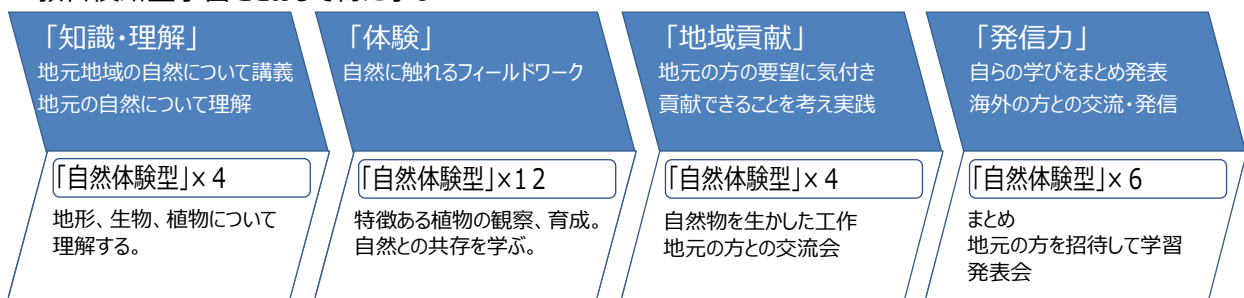 「知識・理解」
地元地域の自然について講義
地元の自然について理解
「自然体験型」×４
地形、生物、植物について
理解する。
「体験」
自然に触れるフィールドワーク
「自然体験型」×１２
特徴ある植物の観察、育成。
自然との共存を学ぶ。
「地域貢献」
地元の方の要望に気付き
貢献できることを考え実践
「自然体験型」×４
自然物を生かした工作
地元の方との交流会
「発信力」
自らの学びをまとめ発表
海外の方との交流・発信
「自然体験型」×６
まとめ
地元の方を招待して学習
発表会